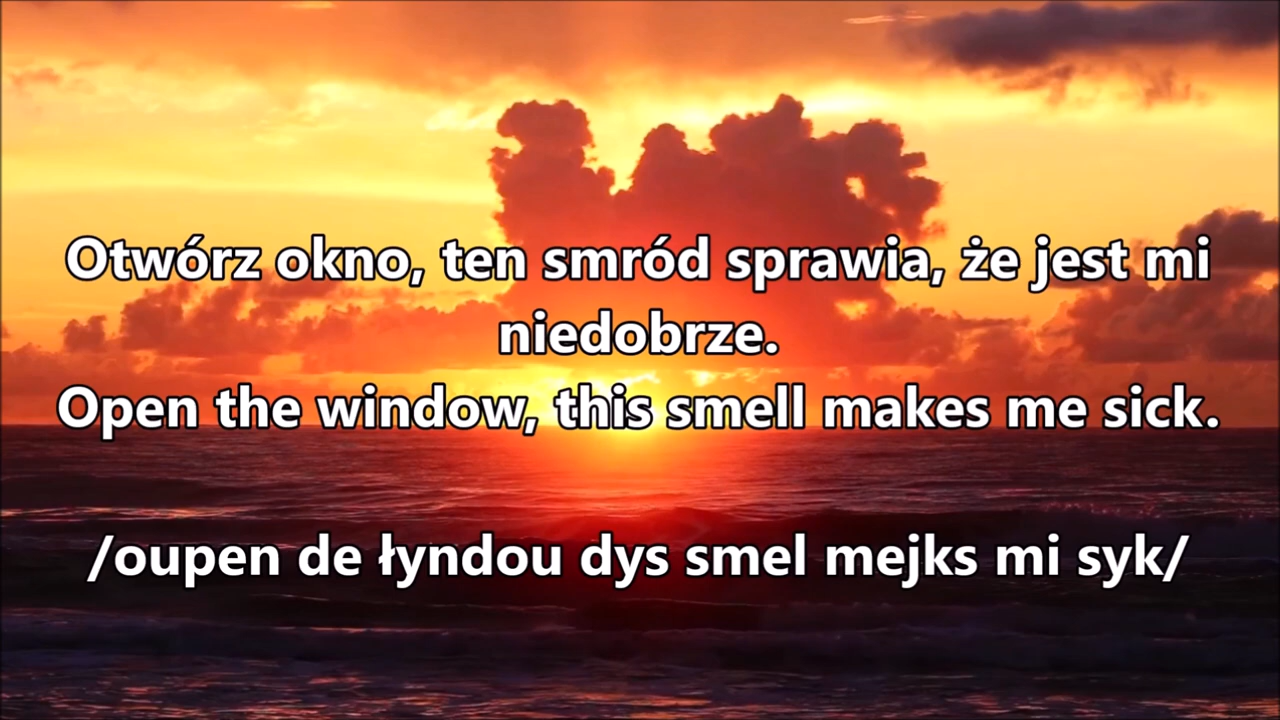 Otwórz okno, ten smród sprawia, że jest mi
niedobrze.
Open the window, this smell makes me sick.
/oupen de łyndou dys smel mejks mi syk/